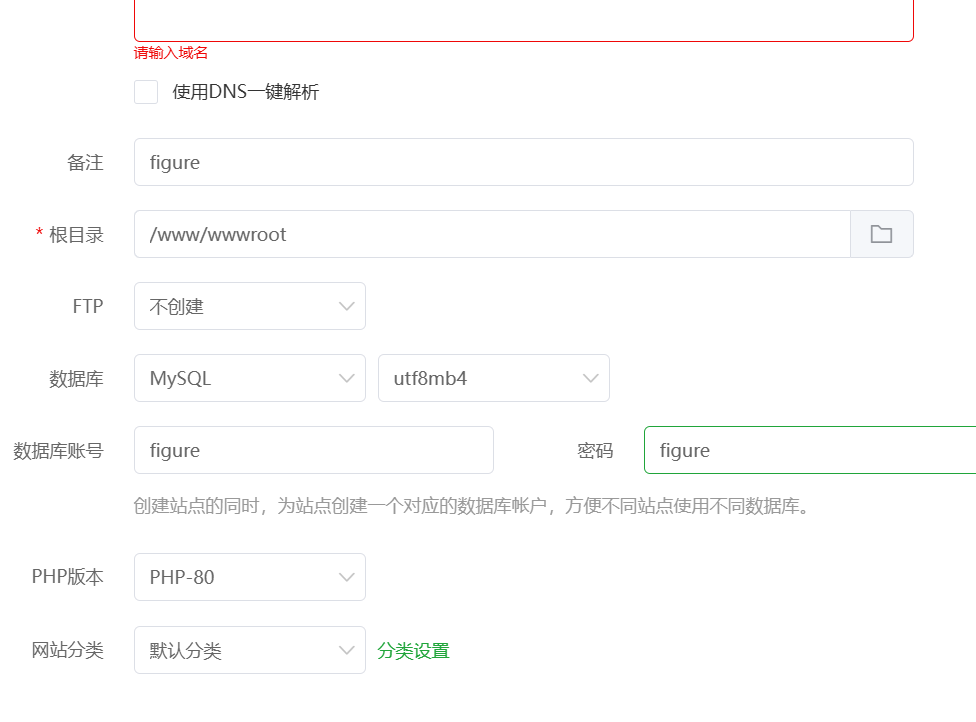 请输入域名
使用DNS一键解析
备注 figure
* 根目录 /www/wwwroot
FTP 不创建
数据库 MySQL utf8mb4
数据库账号 figure 密码 figure
创建站点的同时，为站点创建一个对应的数据库帐户，方便不同站点使用不同数据库。
PHP版本 PHP-80
网站分类 默认分类 分类设置